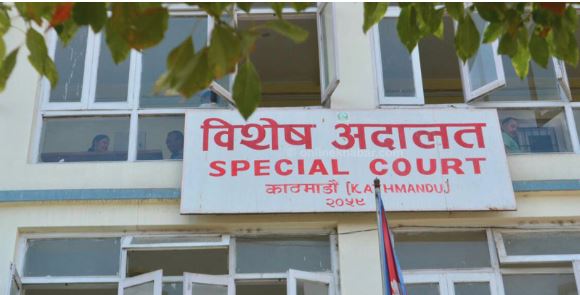 विशेष अदालत
SPECIAL COURT
काठमाडौं [KATHMANDU]
२०५९